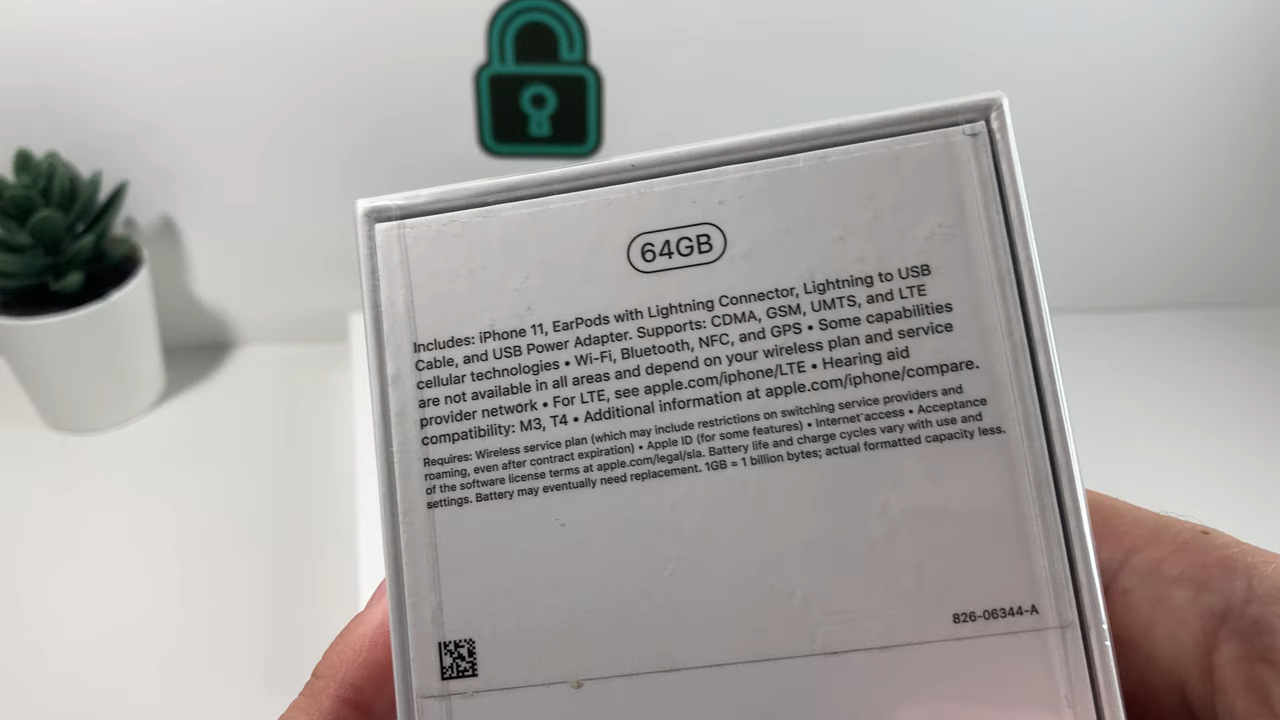 64GB
Includes: iPhone 11, EarPods with Lightning Connector, Lightning to USB
Cable, and USB Power Adapter. Supports: CDMA, GSM, UMTS, and LTE
cellular technologies • Wi-Fi, Bluetooth, NFC, and GPS • Some capabilities
are not available in all areas and depend on your wireless plan and service
provider network • For LTE, see apple.com/iphone/LTE • Hearing aid
compatibility: M3, T4 • Additional information at apple.com/iphone/compare.
Requires: Wireless service plan (which may include restrictions on switching service providers and
roaming, even after contract expiration) • Apple ID (for some features) • Internet access • Acceptance
of the software license terms at apple.com/legal/sla. Battery life and charge cycles vary with use and
settings. Battery may eventually need replacement. 1GB = 1 billion bytes; actual formatted capacity less.
826-06344-A